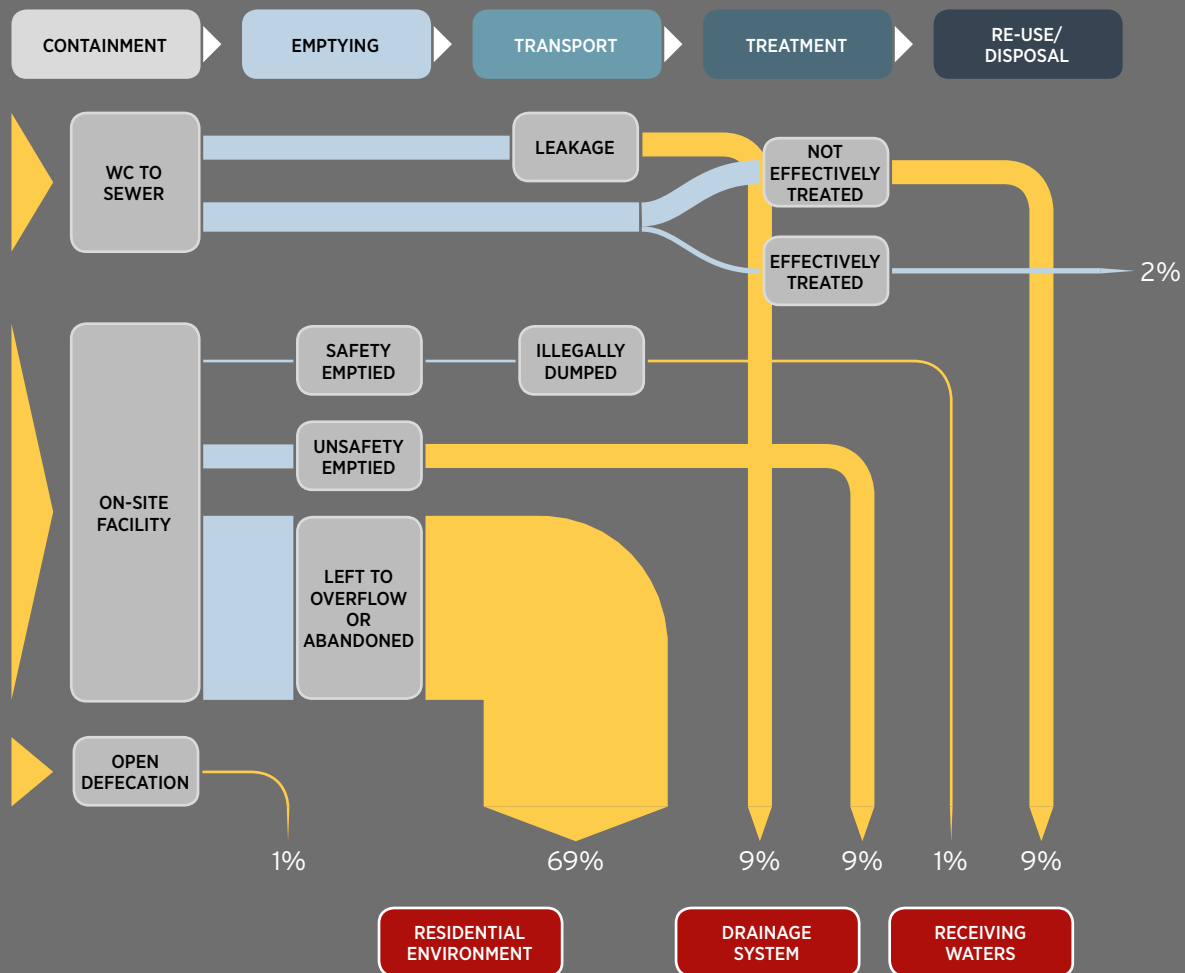 CONTAINMENT
EMPTYING
TRANSPORT
TREATMENT
RE-USE/
DISPOSAL
WC TO
SEWER
LEAKAGE
NOT
EFFECTIVELY
TREATED
EFFECTIVELY
TREATED
2%
ON-SITE
FACILITY
SAFETY
EMPTIED
ILLEGALLY
DUMPED
UNSAFETY
EMPTIED
LEFT TO
OVERFLOW
OR
ABANDONED
OPEN
DEFECATION
1%
69%
9%
9%
1%
9%
RESIDENTIAL
ENVIRONMENT
DRAINAGE
SYSTEM
RECEIVING
WATERS